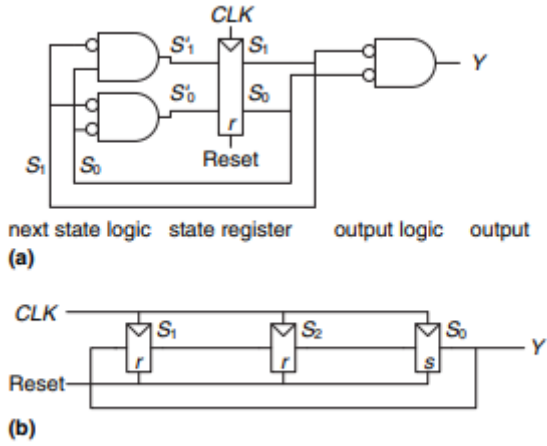 CLK
S'1 S1
Y
S'0 S0
r
Reset
S1 S0
next state logic state register output logic output
(a)
CLK
S1 S2 S0
Y
r r s
Reset
(b)